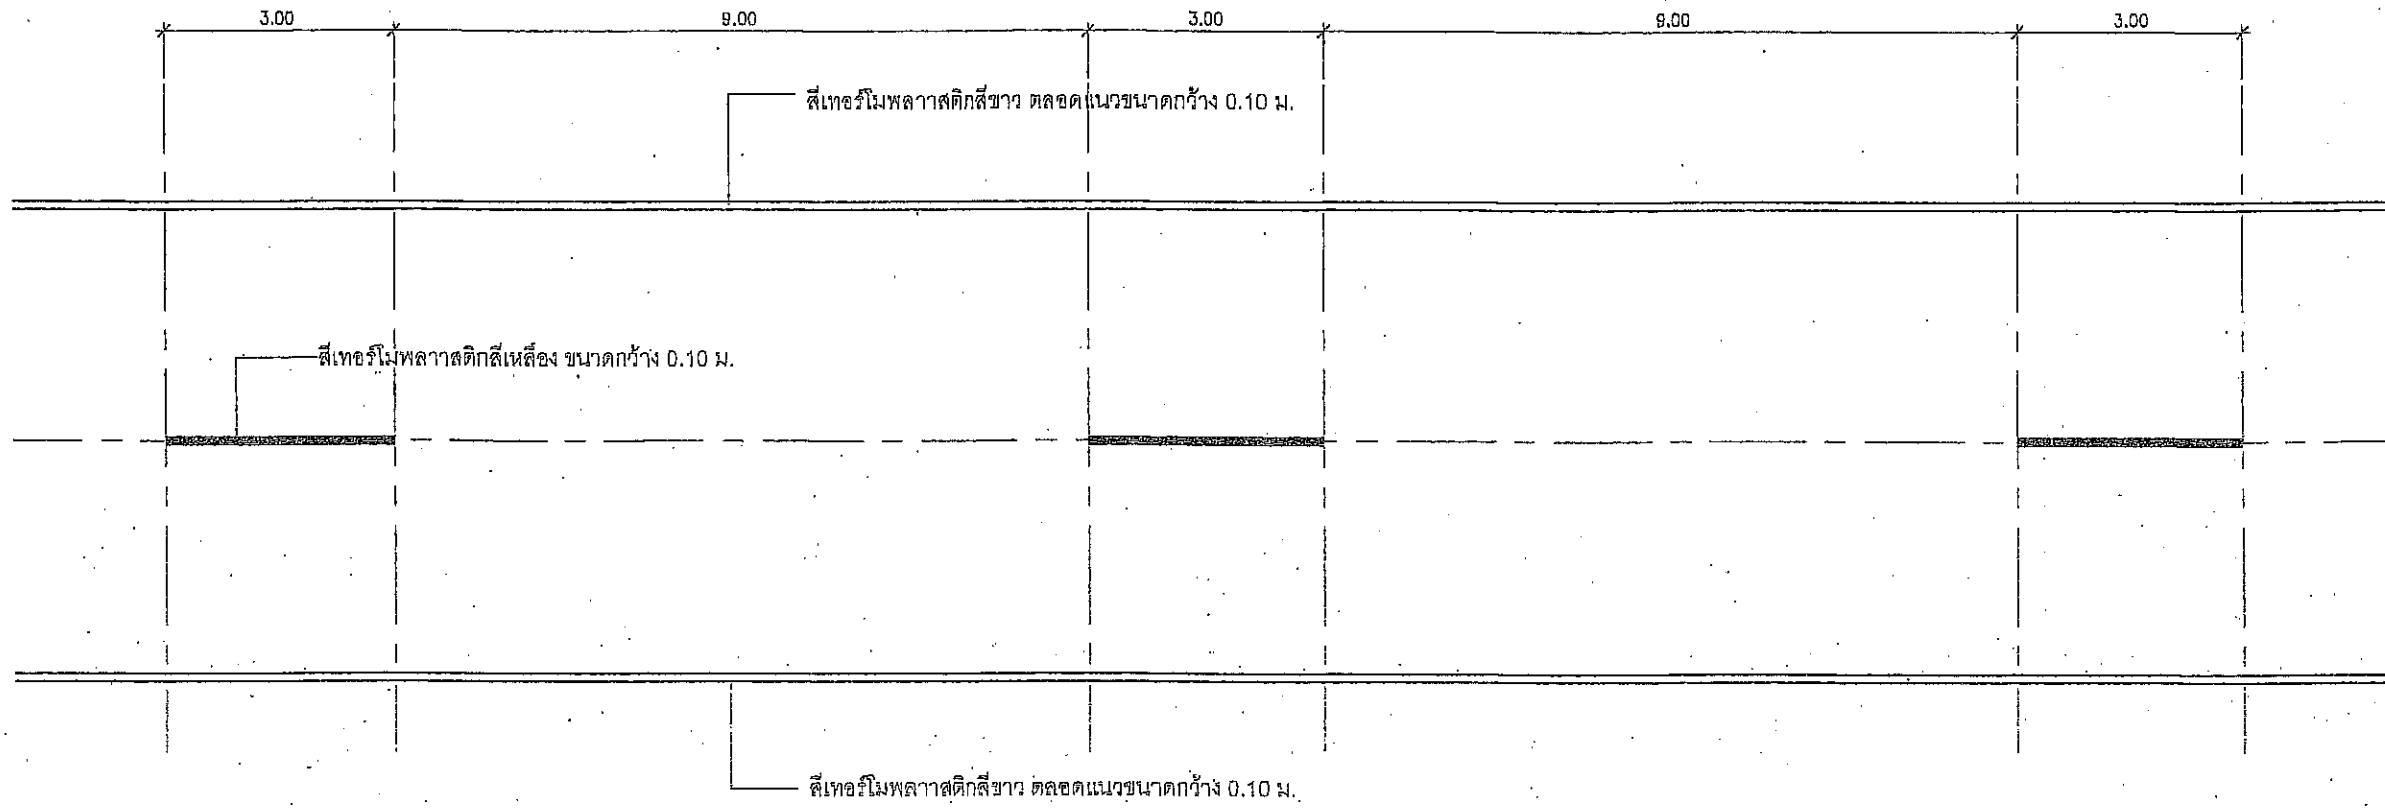 3.00 9.00 3.00 9.00 3.00
สีเทอร์โมพลาาสติกสีขาว ตลอดแนวขนาดกว้าง 0.10 ม.
สีเทอร์โมพลาาสติกสีเหลือง ขนาดกว้าง 0.10 ม.
สีเทอร์โมพลาาสติกสีขาว ตลอดแนวขนาดกว้าง 0.10 ม.